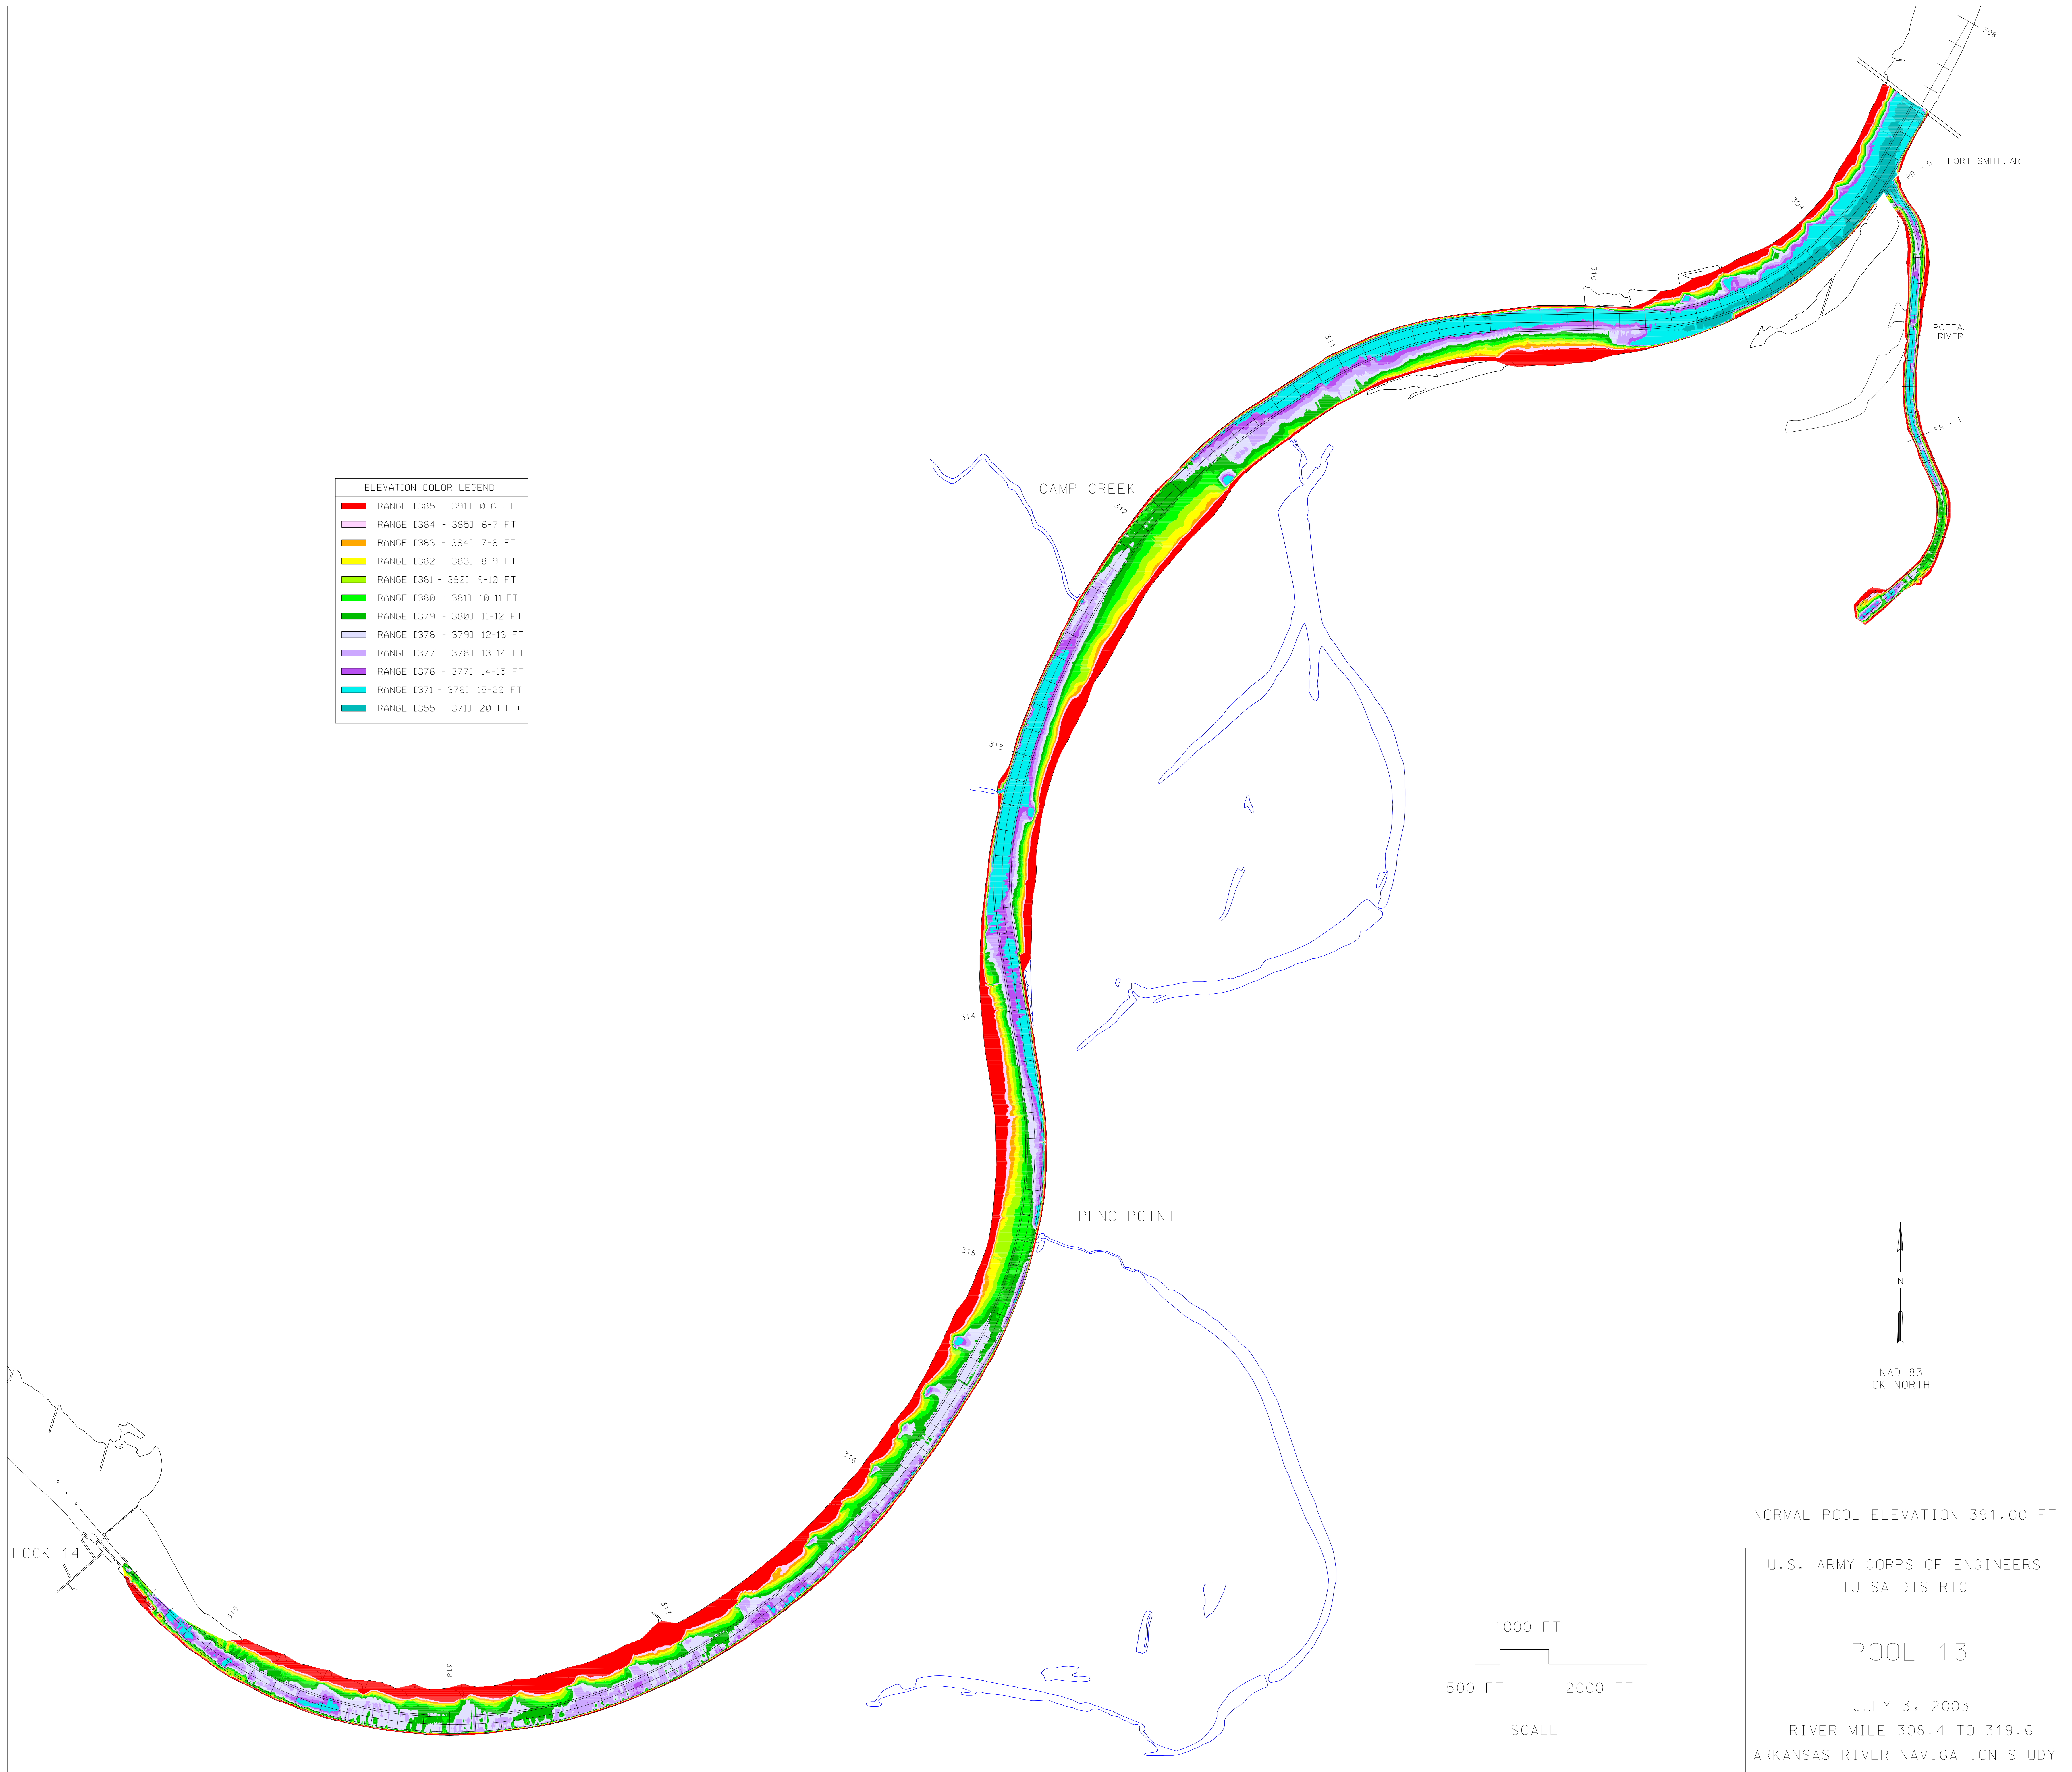 308
PR - 0
FORT SMITH, AR
309
310
POTEAU
RIVER
311
PR - 1
CAMP CREEK
312
ELEVATION COLOR LEGEND
RANGE [385 - 391] 0-6 FT
RANGE [384 - 385] 6-7 FT
RANGE [383 - 384] 7-8 FT
RANGE [382 - 383] 8-9 FT
RANGE [381 - 382] 9-10 FT
RANGE [380 - 381] 10-11 FT
RANGE [379 - 380] 11-12 FT
RANGE [378 - 379] 12-13 FT
RANGE [377 - 378] 13-14 FT
RANGE [376 - 377] 14-15 FT
RANGE [371 - 376] 15-20 FT
RANGE [355 - 371] 20 FT +
313
314
PENO POINT
315
N
NAD 83
OK NORTH
316
LOCK 14
319
317
318
NORMAL POOL ELEVATION 391.00 FT
1000 FT
500 FT
2000 FT
SCALE
U.S. ARMY CORPS OF ENGINEERS
TULSA DISTRICT
POOL 13
JULY 3, 2003
RIVER MILE 308.4 TO 319.6
ARKANSAS RIVER NAVIGATION STUDY